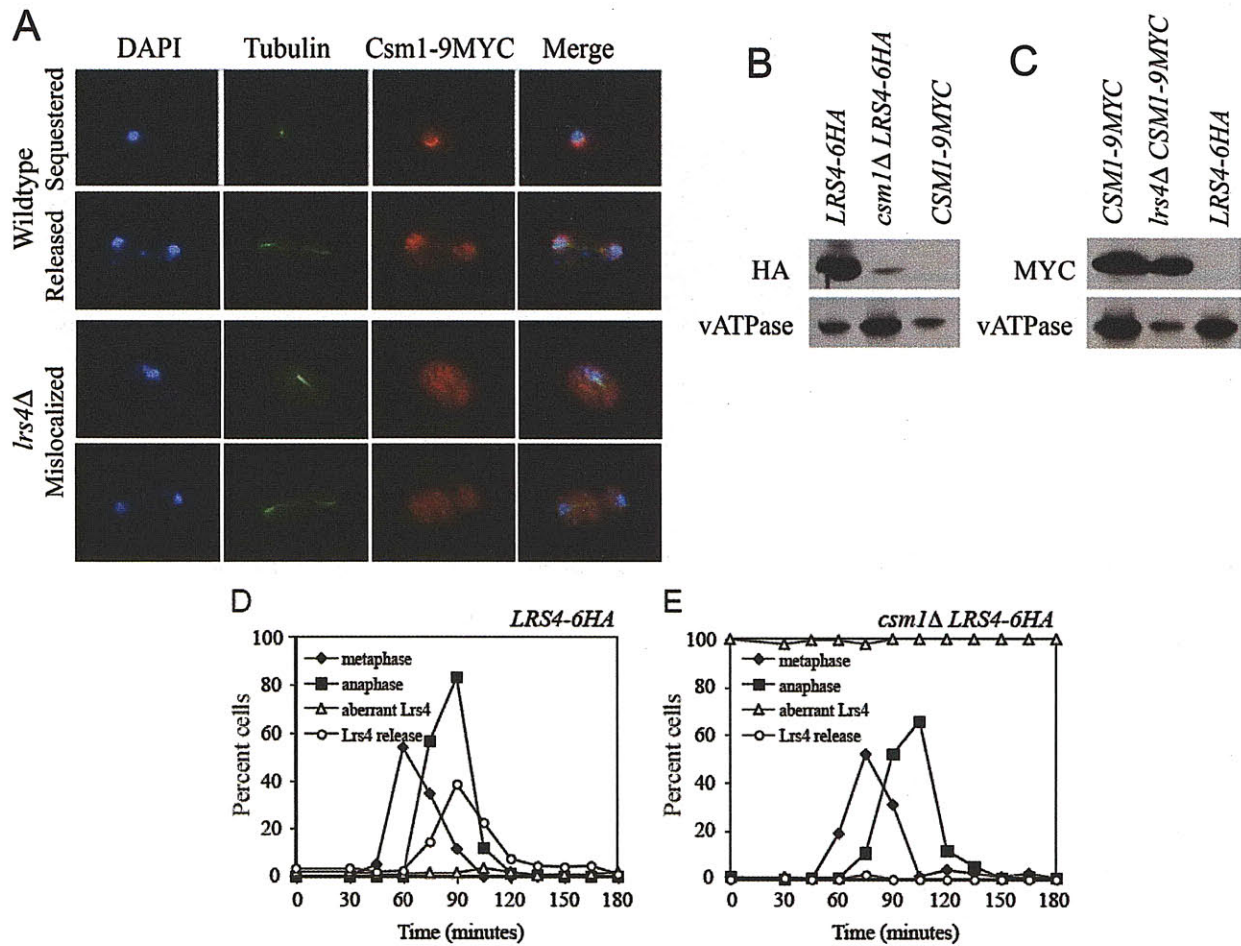 A
DAPI Tubulin Csm1-9MYC Merge
Wildtype
Sequestered
Released
lrs4Δ
Mislocalized
B
LRS4-6HA
csm1Δ LRS4-6HA
CSM1-9MYC
HA
vATPase
C
CSM1-9MYC
lrs4Δ CSM1-9MYC
LRS4-6HA
MYC
vATPase
D
LRS4-6HA
Percent cells
100
80
60
40
20
0
metaphase
anaphase
aberrant Lrs4
Lrs4 release
0 30 60 90 120 150 180
Time (minutes)
E
csm1Δ LRS4-6HA
Percent cells
100
80
60
40
20
0
metaphase
anaphase
aberrant Lrs4
Lrs4 release
0 30 60 90 120 150 180
Time (minutes)